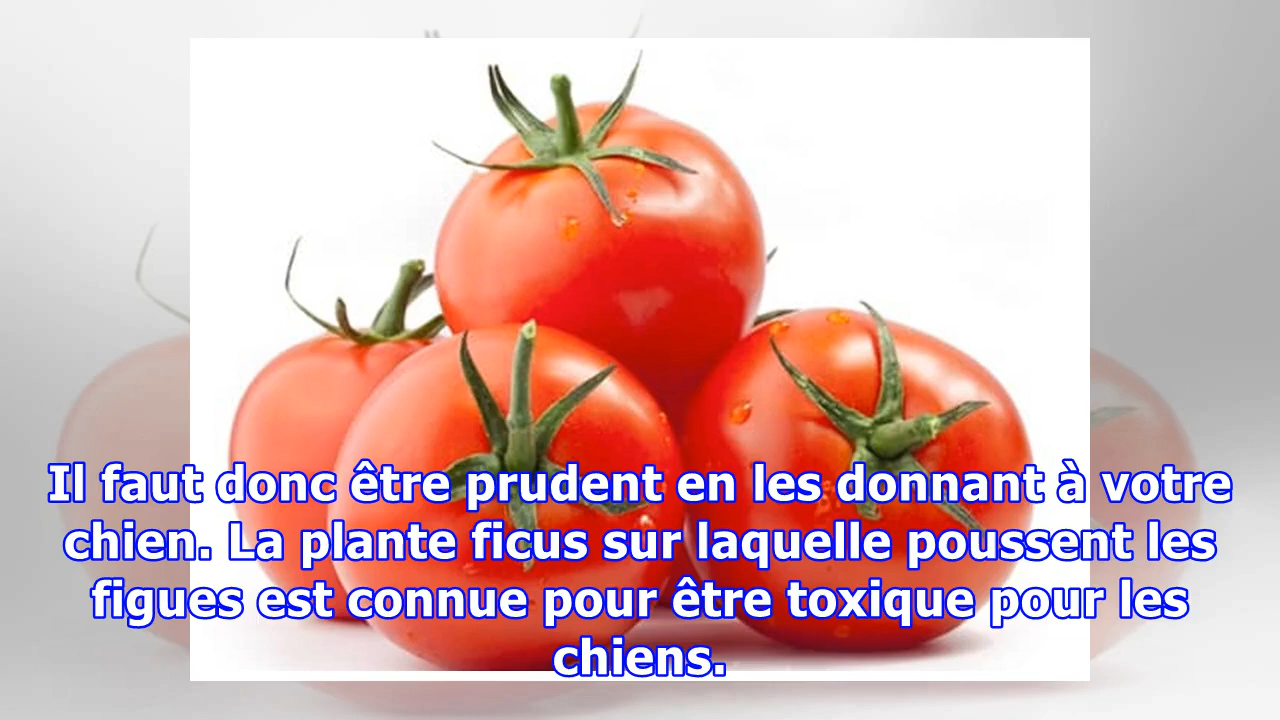 Il faut donc être prudent en les donnant à votre
chien. La plante ficus sur laquelle poussent les
figues est connue pour être toxique pour les
chiens.